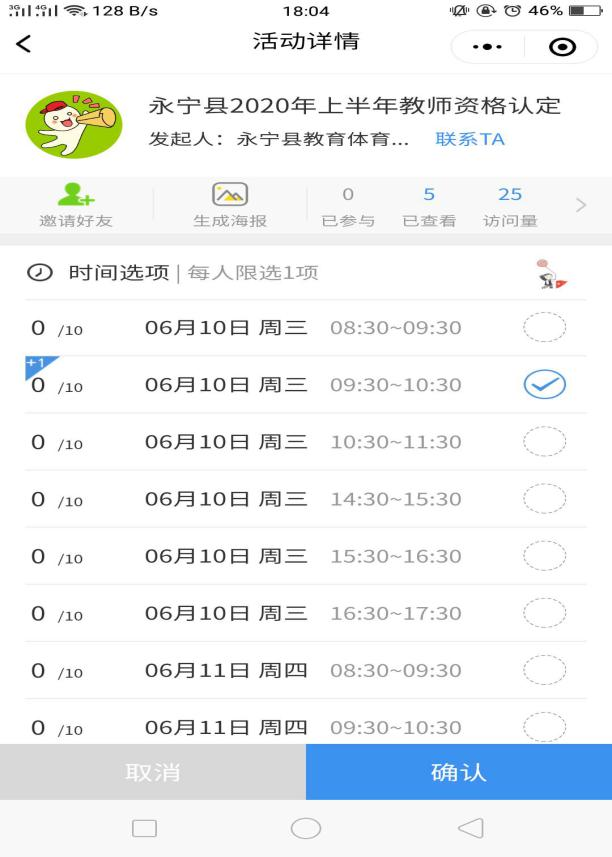 3G 4G 128 B/s 18:04 46%
活动详情
永宁县2020年上半年教师资格认定
发起人：永宁县教育体育... 联系TA
0 5 25
邀请好友 生成海报 已参与 已查看 访问量
时间选项 | 每人限选1项
0 /10 06月10日 周三 08:30~09:30
+1
0 /10 06月10日 周三 09:30~10:30
0 /10 06月10日 周三 10:30~11:30
0 /10 06月10日 周三 14:30~15:30
0 /10 06月10日 周三 15:30~16:30
0 /10 06月10日 周三 16:30~17:30
0 /10 06月11日 周四 08:30~09:30
0 /10 06月11日 周四 09:30~10:30
取消 确认